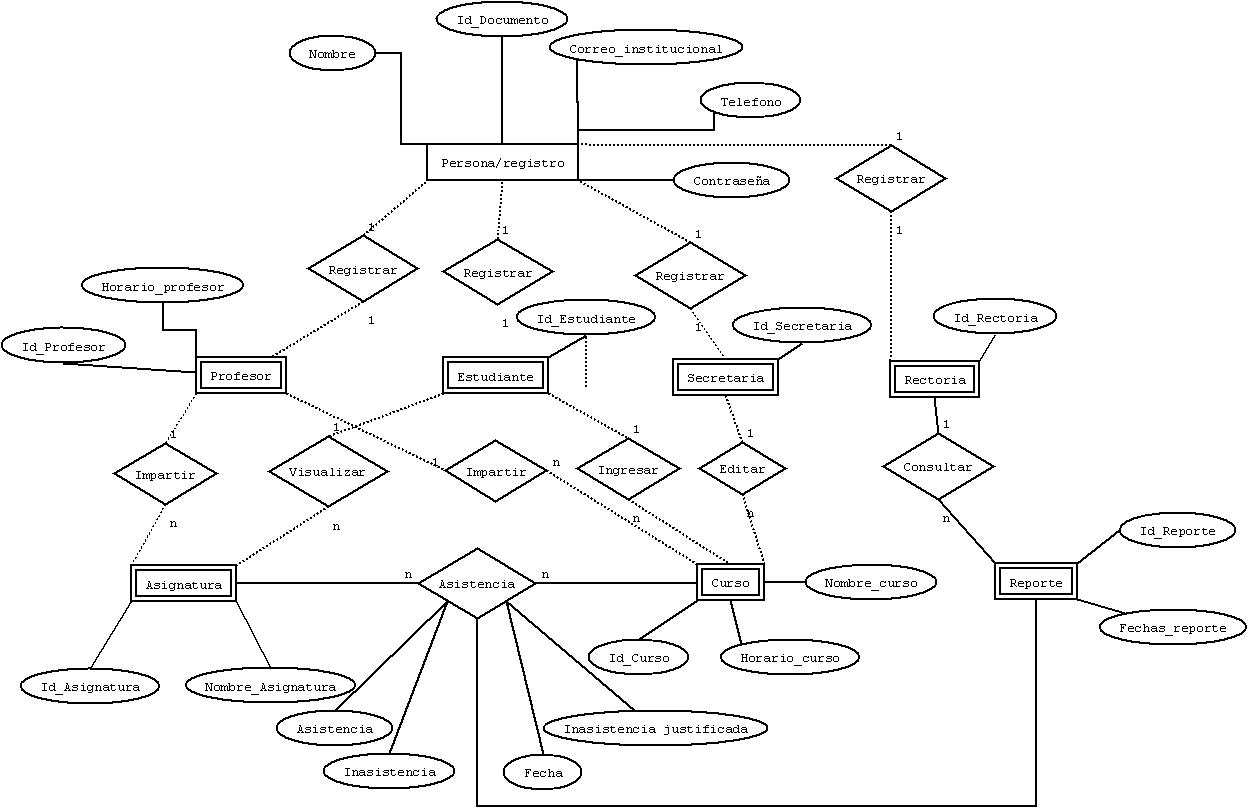 Id_Documento
Nombre
Correo_institucional
Telefono
1
Persona/registro
Contraseña
Registrar
1
1
1
1
1
Registrar
Registrar
Registrar
Horario_profesor
1
1
1
Id_Estudiante
Id_Secretaria
Id_Rectoria
Id_Profesor
Profesor
Estudiante
Secretaria
Rectoria
1
1
1
1
1
1
n
Impartir
Visualizar
Impartir
Ingresar
Editar
Consultar
n
n
n
n
n
Id_Reporte
n
n
Asignatura
Asistencia
Curso
Nombre_curso
Reporte
Fechas_reporte
Id_Asignatura
Nombre_Asignatura
Id_Curso
Horario_curso
Asistencia
Inasistencia justificada
Inasistencia
Fecha